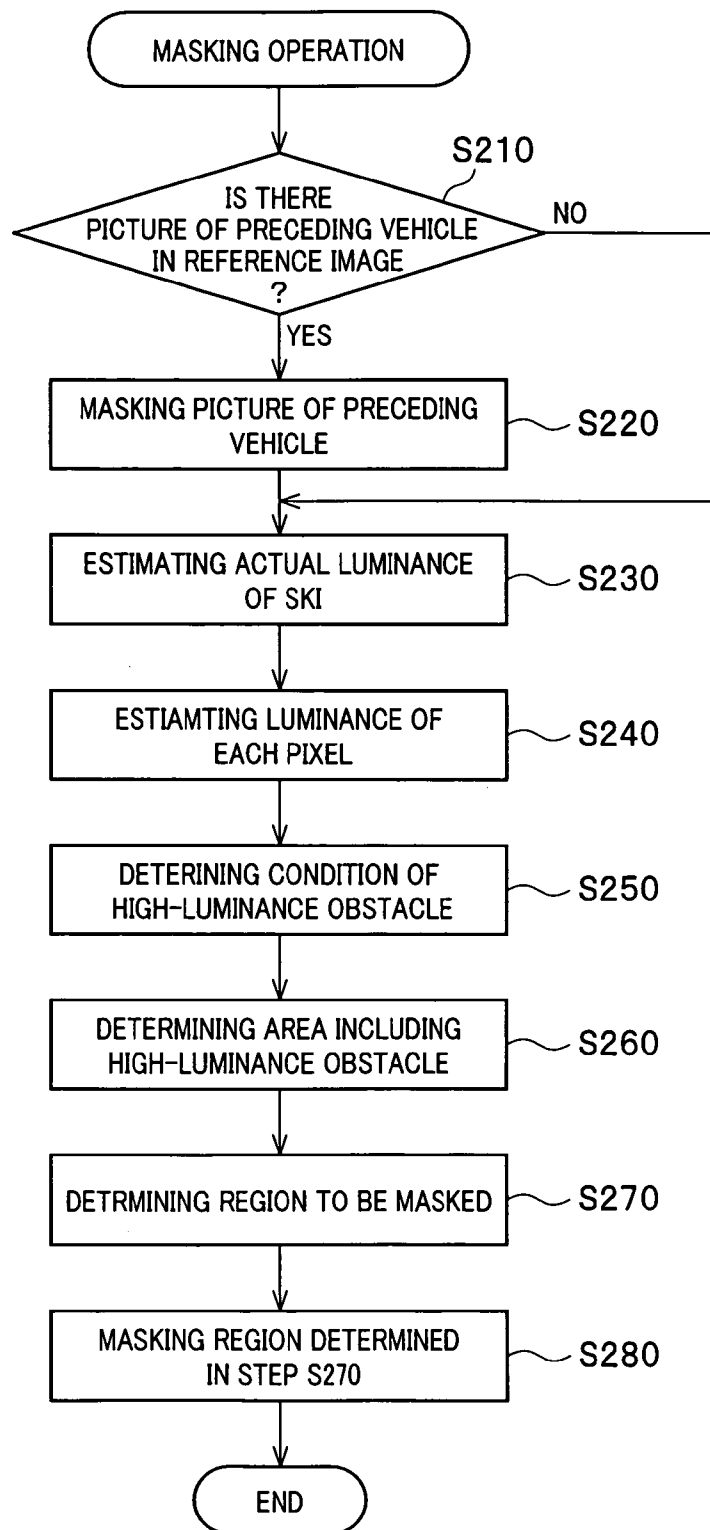 MASKING OPERATION
S210
IS THERE
PICTURE OF PRECEDING VEHICLE
IN REFERENCE IMAGE
?
NO
YES
MASKING PICTURE OF PRECEDING
VEHICLE
S220
ESTIMATING ACTUAL LUMINANCE
OF SKI
S230
ESTIAMTING LUMINANCE OF
EACH PIXEL
S240
DETERINING CONDITION OF
HIGH-LUMINANCE OBSTACLE
S250
DETERMINING AREA INCLUDING
HIGH-LUMINANCE OBSTACLE
S260
DETRMINING REGION TO BE MASKED
S270
MASKING REGION DETERMINED
IN STEP S270
S280
END